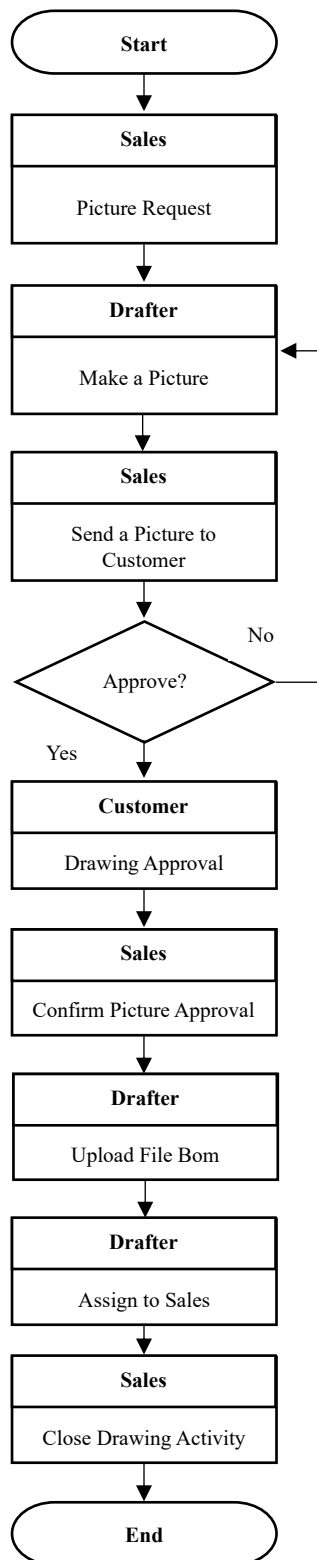 Start
Sales
Picture Request
Drafter
Make a Picture
Sales
Send a Picture to
Customer
No
Approve?
Yes
Customer
Drawing Approval
Sales
Confirm Picture Approval
Drafter
Upload File Bom
Drafter
Assign to Sales
Sales
Close Drawing Activity
End